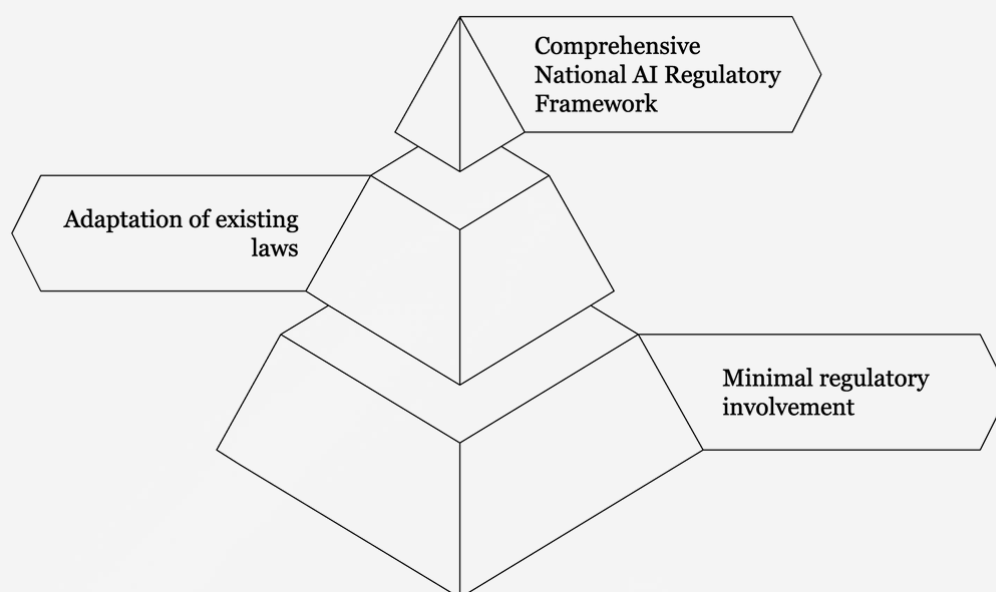 Comprehensive
National AI Regulatory
Framework
Adaptation of existing
laws
Minimal regulatory
involvement